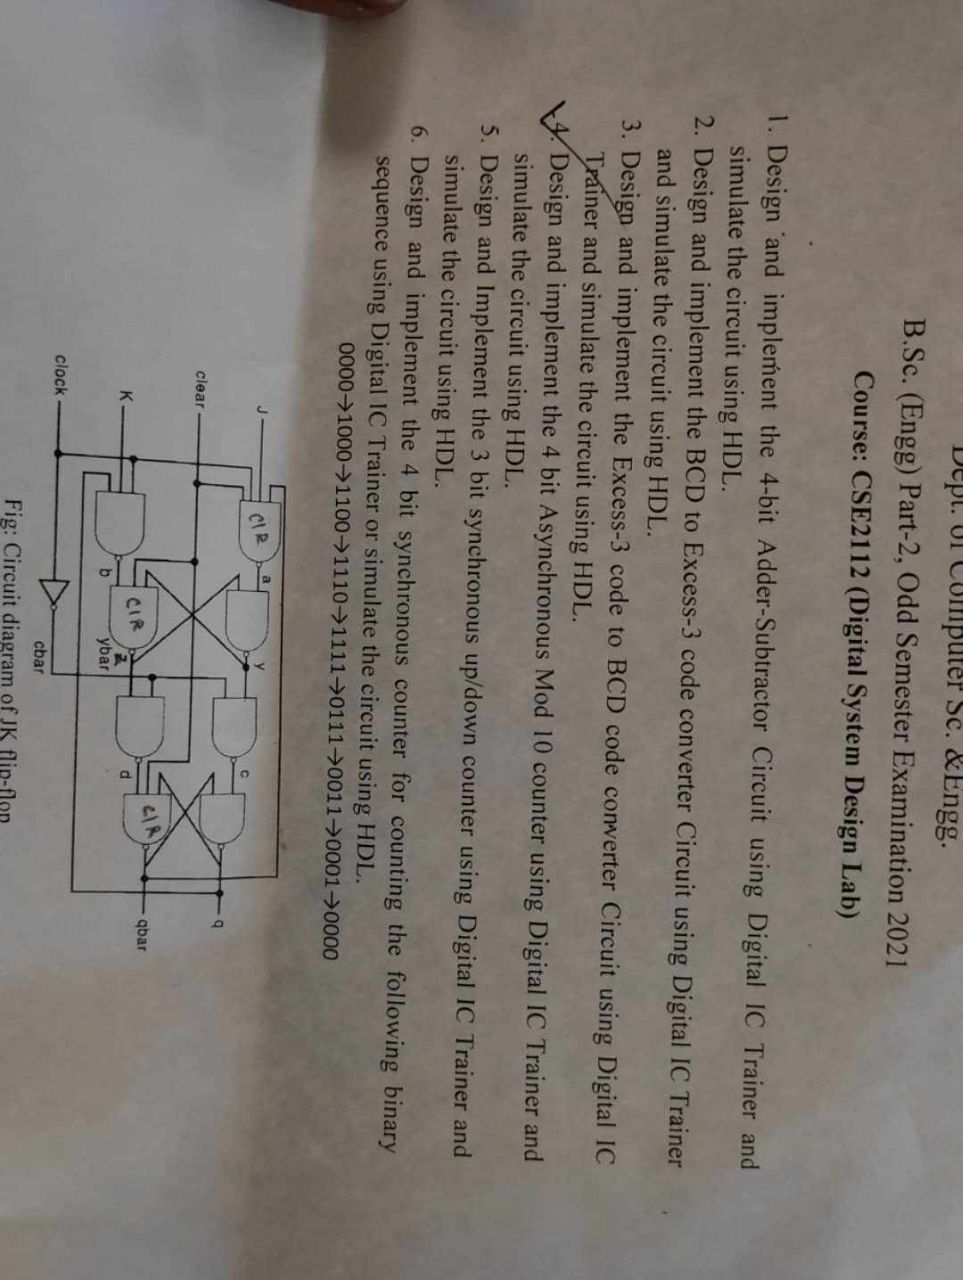 Dept. of Computer Sc. &Engg.
B.Sc. (Engg) Part-2, Odd Semester Examination 2021
Course: CSE2112 (Digital System Design Lab)
1. Design and implement the 4-bit Adder-Subtractor Circuit using Digital IC Trainer and
simulate the circuit using HDL.
2. Design and implement the BCD to Excess-3 code converter Circuit using Digital IC Trainer
and simulate the circuit using HDL.
3. Design and implement the Excess-3 code to BCD code converter Circuit using Digital IC
Trainer and simulate the circuit using HDL.
4. Design and implement the 4 bit Asynchronous Mod 10 counter using Digital IC Trainer and
simulate the circuit using HDL.
5. Design and Implement the 3 bit synchronous up/down counter using Digital IC Trainer and
simulate the circuit using HDL.
6. Design and implement the 4 bit synchronous counter for counting the following binary
sequence using Digital IC Trainer or simulate the circuit using HDL.
0000→1000→1100→1110→1111→0111→0011→0001→0000
J
clear
K
clock
clR
a
y
c
q
b
clR
ybar
d
clR
qbar
cbar
Fig: Circuit diagram of JK flip-flop